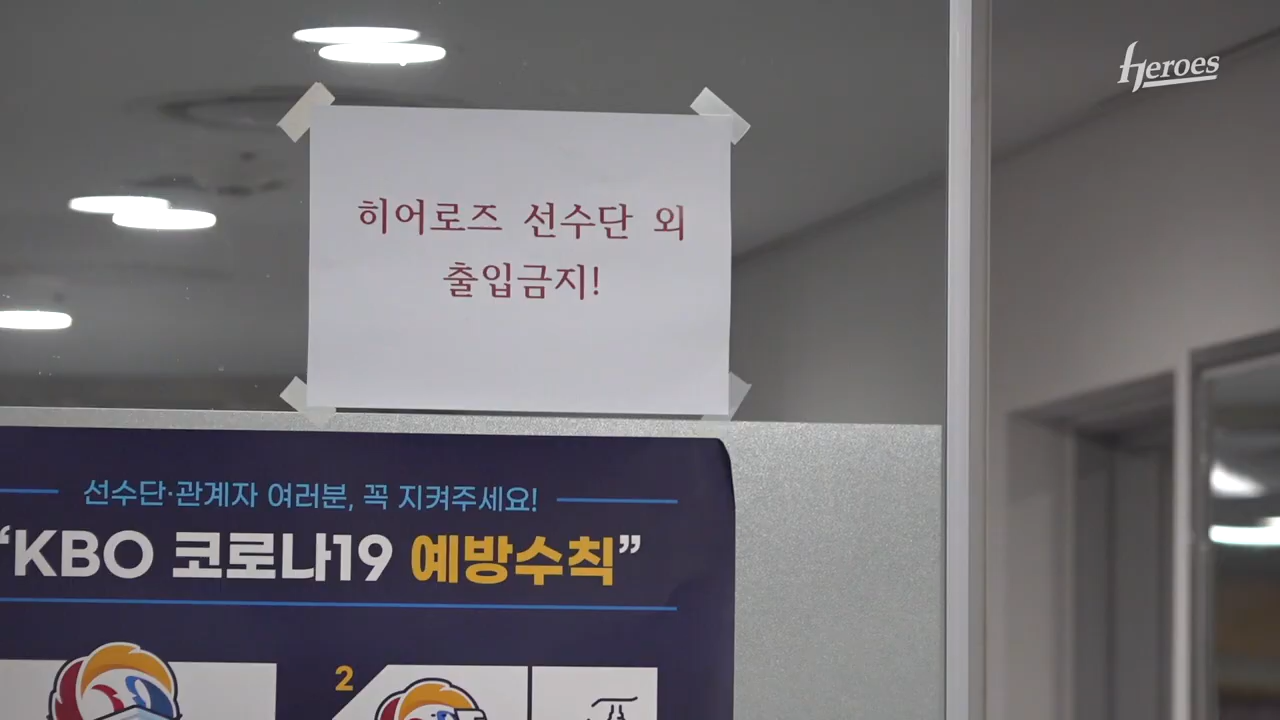 heroes
히어로즈 선수단 외
출입금지!
선수단·관계자 여러분, 꼭 지켜주세요!
“KBO 코로나19 예방수칙”
2